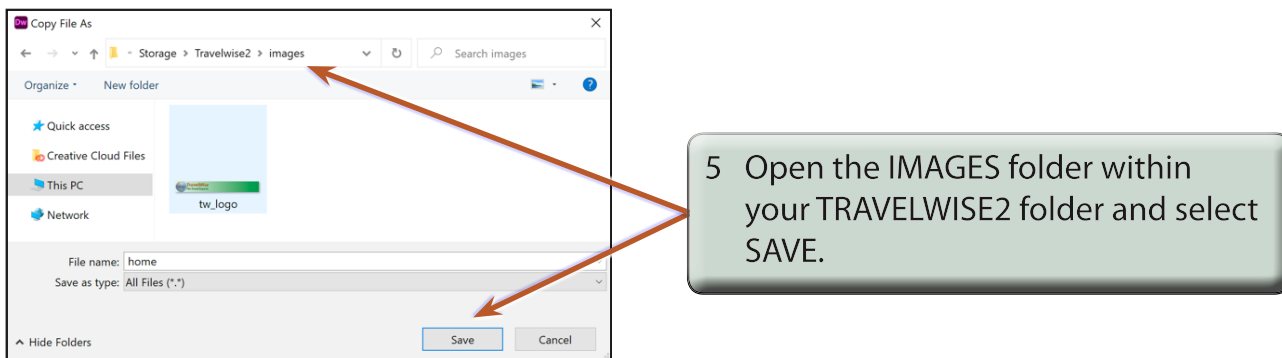 Dw Copy File As
Storage > Travelwise2 > images
Search images
Organize
New folder
?
Quick access
Creative Cloud Files
This PC
Network
TravelWise
tw_logo
File name: home
Save as type: All Files (*.*)
Hide Folders
Save
Cancel
5 Open the IMAGES folder within
your TRAVELWISE2 folder and select
SAVE.